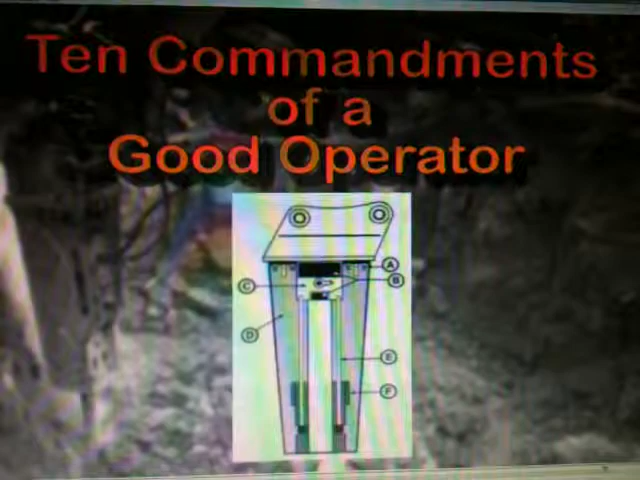 Ten Commandments
of a
Good Operator
A
B
C
D
E
F